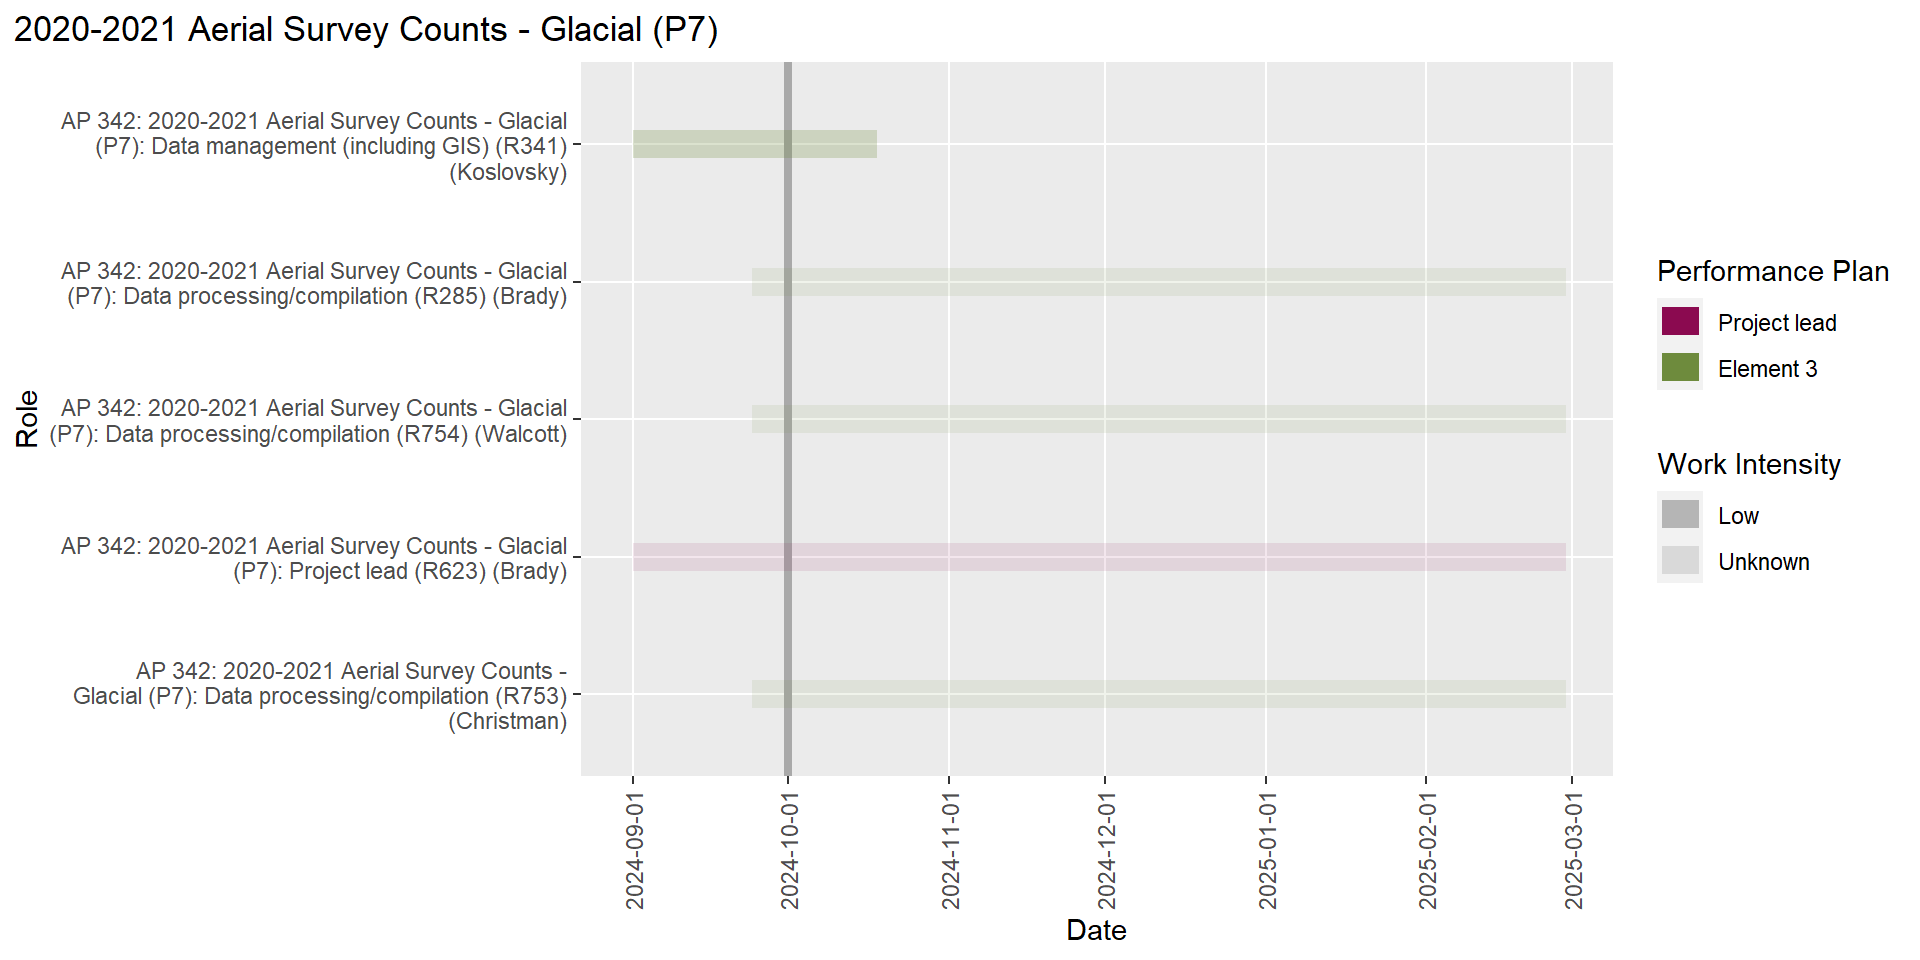 2020-2021 Aerial Survey Counts - Glacial (P7)
AP 342: 2020-2021 Aerial Survey Counts - Glacial
(P7): Data management (including GIS) (R341)
(Koslovsky)
AP 342: 2020-2021 Aerial Survey Counts - Glacial
(P7): Data processing/compilation (R285) (Brady)
AP 342: 2020-2021 Aerial Survey Counts - Glacial
(P7): Data processing/compilation (R754) (Walcott)
AP 342: 2020-2021 Aerial Survey Counts - Glacial
(P7): Project lead (R623) (Brady)
AP 342: 2020-2021 Aerial Survey Counts -
Glacial (P7): Data processing/compilation (R753)
(Christman)
Role
2024-09-01
2024-10-01
2024-11-01
2024-12-01
2025-01-01
2025-02-01
2025-03-01
Date
Performance Plan
Project lead
Element 3
Work Intensity
Low
Unknown